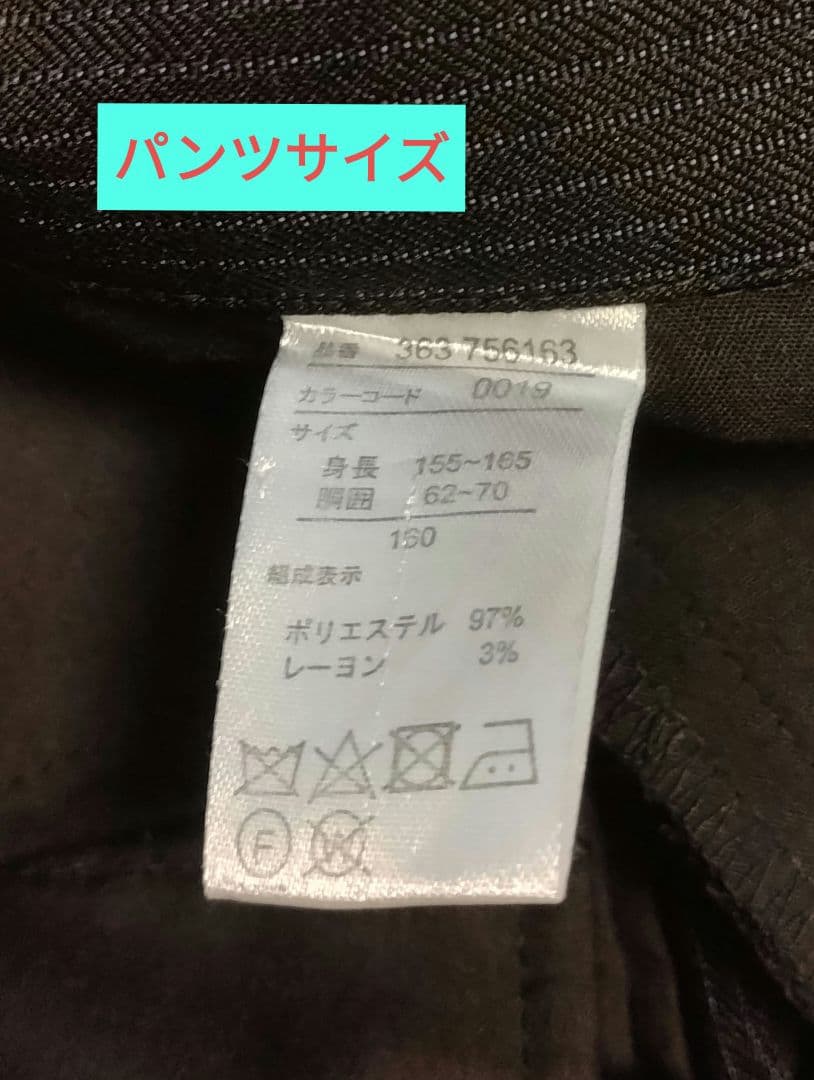 パンツサイズ
品番 363 756163
カラーコード 0019
サイズ
身長 155~165
胴囲 62~70
160
組成表示
ポリエステル 97%
レーヨン 3%
F W